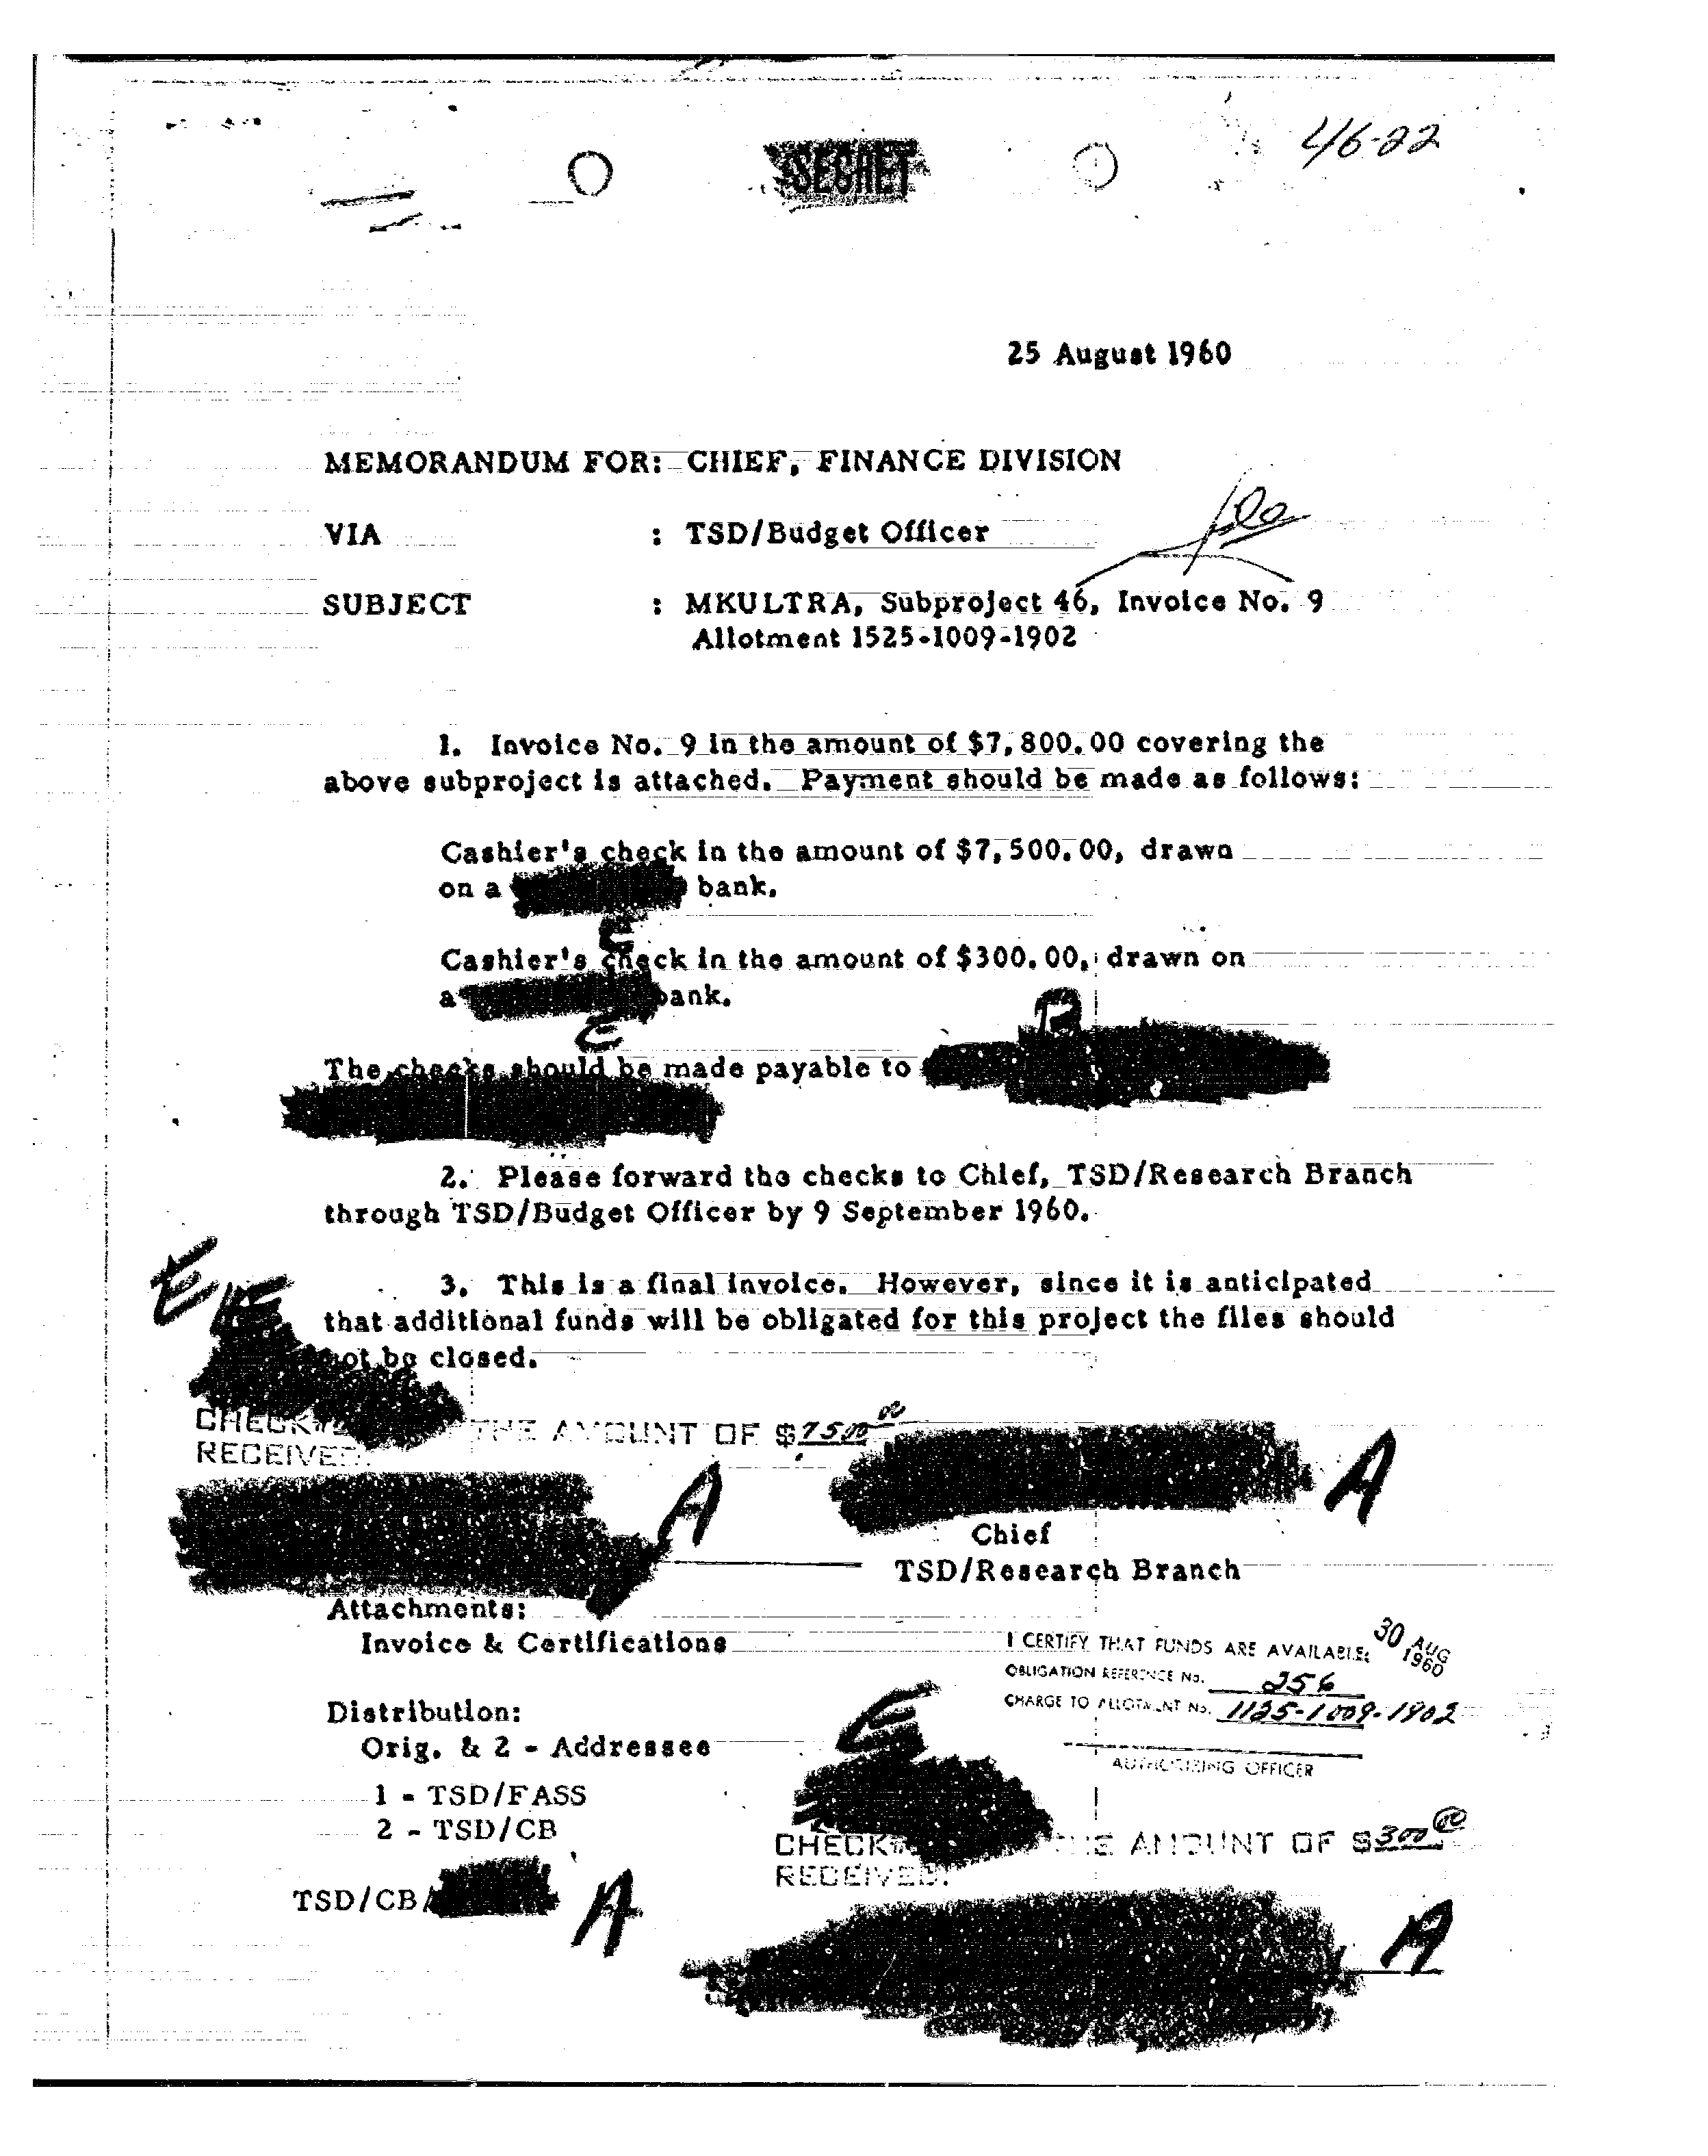 46-22
SECRET
25 August 1960
MEMORANDUM FOR: CHIEF, FINANCE DIVISION
VIA : TSD/Budget Officer
SUBJECT : MKULTRA, Subproject 46, Invoice No. 9
Allotment 1525-1009-1902
1. Invoice No. 9 in the amount of $7,800.00 covering the
above subproject is attached. Payment should be made as follows:
Cashier's check in the amount of $7,500.00, drawn
on a bank.
E
Cashier's check in the amount of $300.00, drawn on
a bank.
E
B
The checks should be made payable to
2. Please forward the checks to Chief, TSD/Research Branch
through TSD/Budget Officer by 9 September 1960.
E
3. This is a final invoice. However, since it is anticipated
that additional funds will be obligated for this project the files should
not be closed.
CHECK THE AMOUNT OF $7500.00
RECEIVED.
A
A
Chief
TSD/Research Branch
Attachments:
Invoice & Certifications
I CERTIFY THAT FUNDS ARE AVAILABLE: 30 AUG 1960
OBLIGATION REFERENCE No. 256
CHARGE TO ALLOTMENT No. 1125-1009-1902
AUTHORIZING OFFICER
Distribution:
Orig. & 2 - Addressee
1 - TSD/FASS
2 - TSD/CB
E
CHECK THE AMOUNT OF $300.00
RECEIVED.
TSD/CB/
A
A